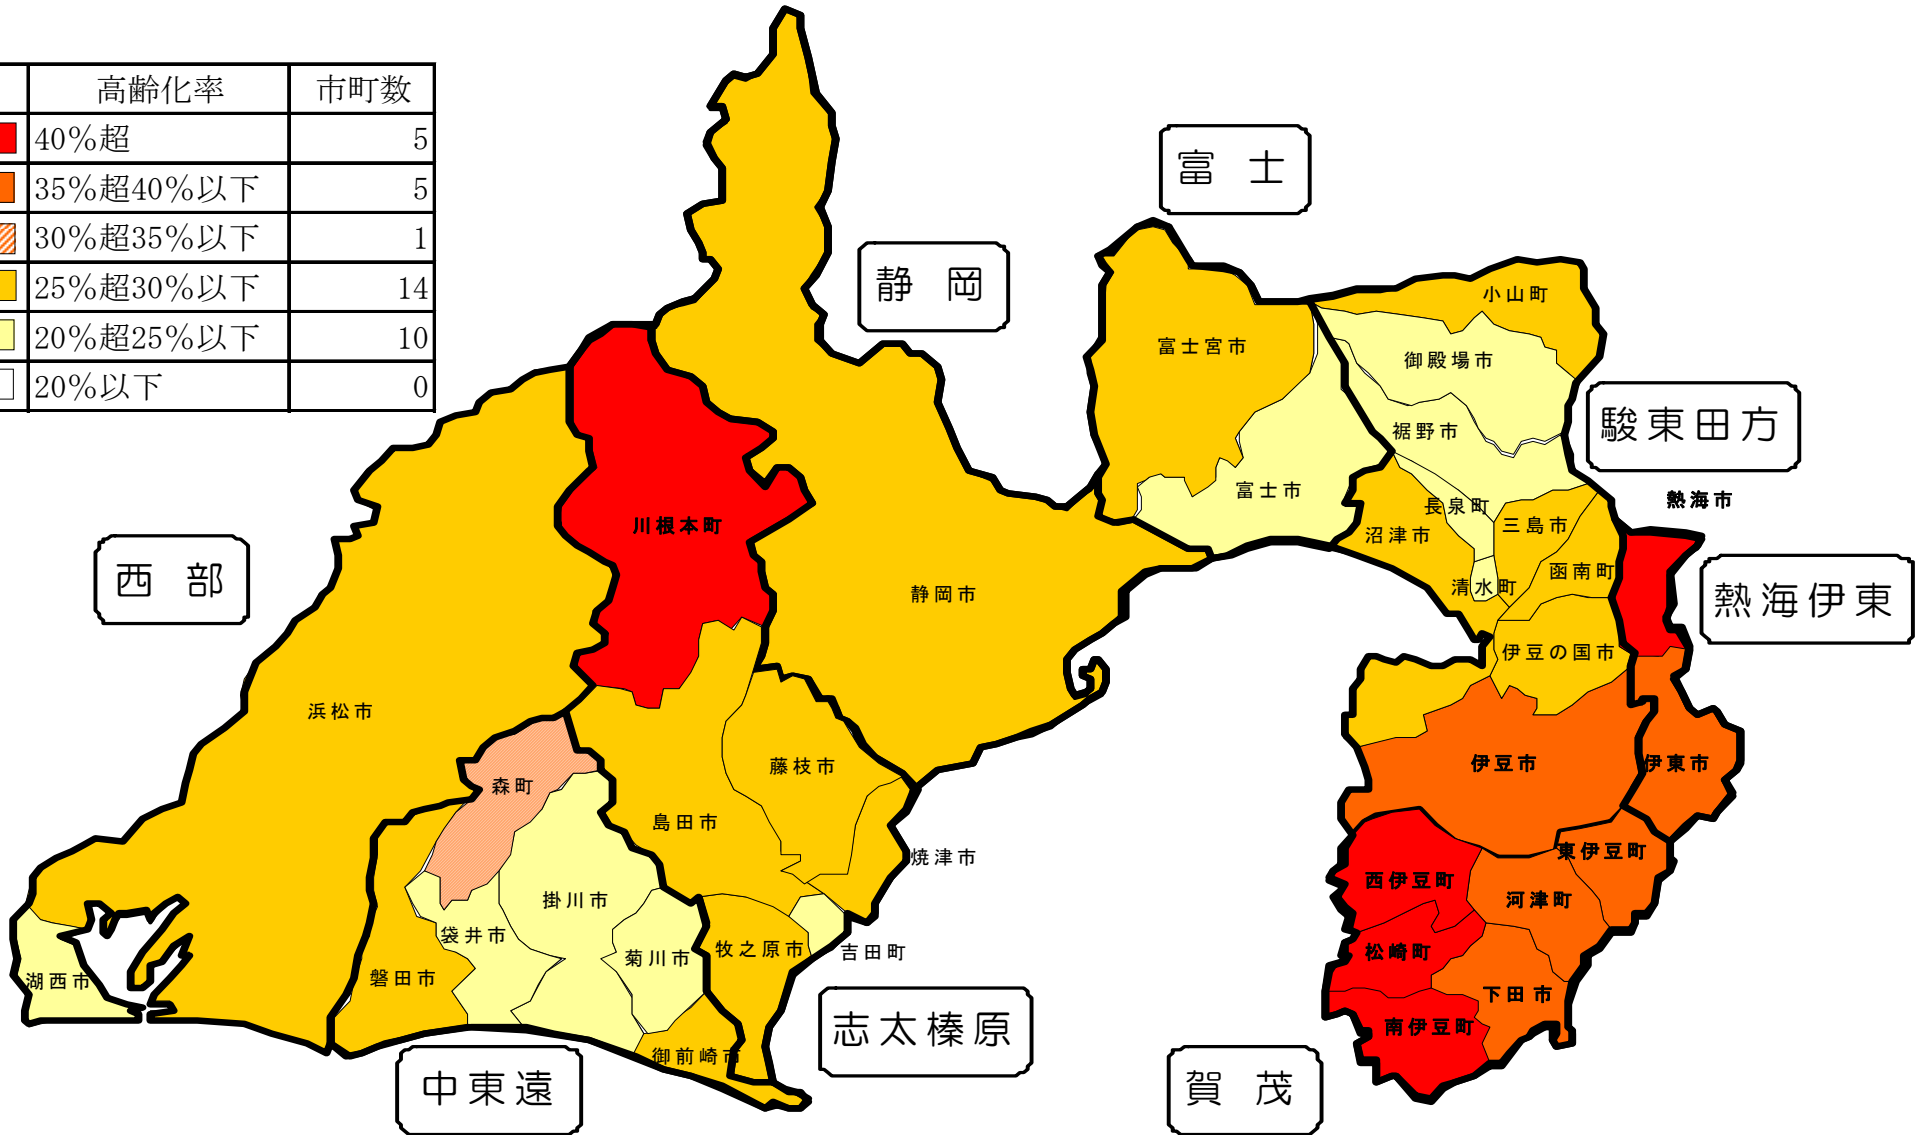 高齢化率 市町数
40％超 5
35％超40％以下 5
30％超35％以下 1
25％超30％以下 14
20％超25％以下 10
20％以下 0
富 士
静 岡
小山町
富士宮市
御殿場市
駿東田方
裾野市
富士市
熱海市
長泉町
川根本町
三島市
沼津市
西 部
函南町
清水町
静岡市
熱海伊東
伊豆の国市
浜松市
伊豆市
伊東市
藤枝市
森町
島田市
焼津市
東伊豆町
西伊豆町
掛川市
河津町
袋井市
牧之原市
吉田町
松崎町
菊川市
磐田市
湖西市
下田市
志太榛原
南伊豆町
御前崎市
中東遠
賀 茂